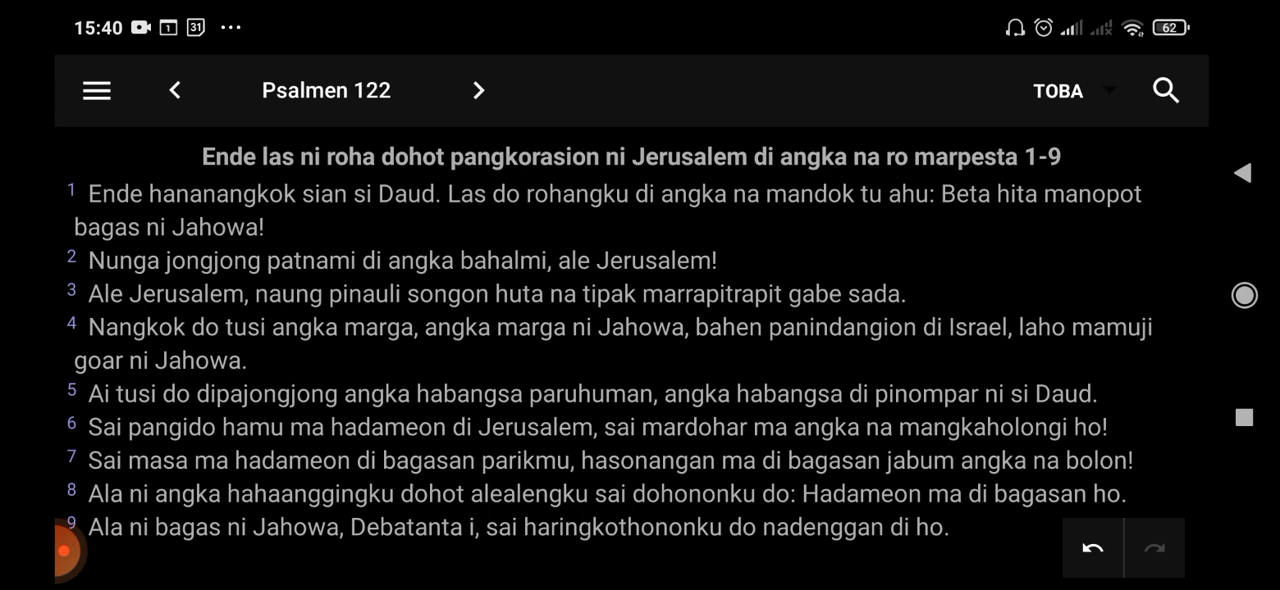 15:40
1
31
62
Psalmen 122
TOBA
Ende las ni roha dohot pangkorasion ni Jerusalem di angka na ro marpesta 1-9
1 Ende hananangkok sian si Daud. Las do rohangku di angka na mandok tu ahu: Beta hita manopot
bagas ni Jahowa!
2 Nunga jongjong patnami di angka bahalmi, ale Jerusalem!
3 Ale Jerusalem, naung pinauli songon huta na tipak marrapitrapit gabe sada.
4 Nangkok do tusi angka marga, angka marga ni Jahowa, bahen panindangion di Israel, laho mamuji
goar ni Jahowa.
5 Ai tusi do dipajongjong angka habangsa paruhuman, angka habangsa di pinompar ni si Daud.
6 Sai pangido hamu ma hadameon di Jerusalem, sai mardohar ma angka na mangkaholongi ho!
7 Sai masa ma hadameon di bagasan parikmu, hasonangan ma di bagasan jabum angka na bolon!
8 Ala ni angka hahaanggingku dohot alealengku sai dohononku do: Hadameon ma di bagasan ho.
9 Ala ni bagas ni Jahowa, Debatanta i, sai haringkothononku do nadenggan di ho.